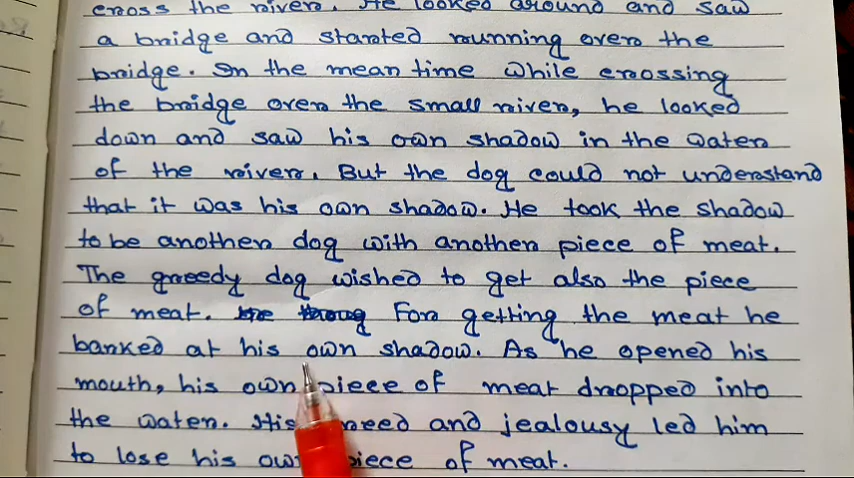 cross the river. He looked around and saw
a bridge and started running over the
bridge. In the mean time while crossing
the bridge over the small river, he looked
down and saw his own shadow in the water
of the river. But the dog could not understand
that it was his own shadow. He took the shadow
to be another dog with another piece of meat.
The greedy dog wished to get also the piece
of meat. For getting the meat he
barked at his own shadow. As he opened his
mouth, his own piece of meat dropped into
the water. His greed and jealousy led him
to lose his own piece of meat.